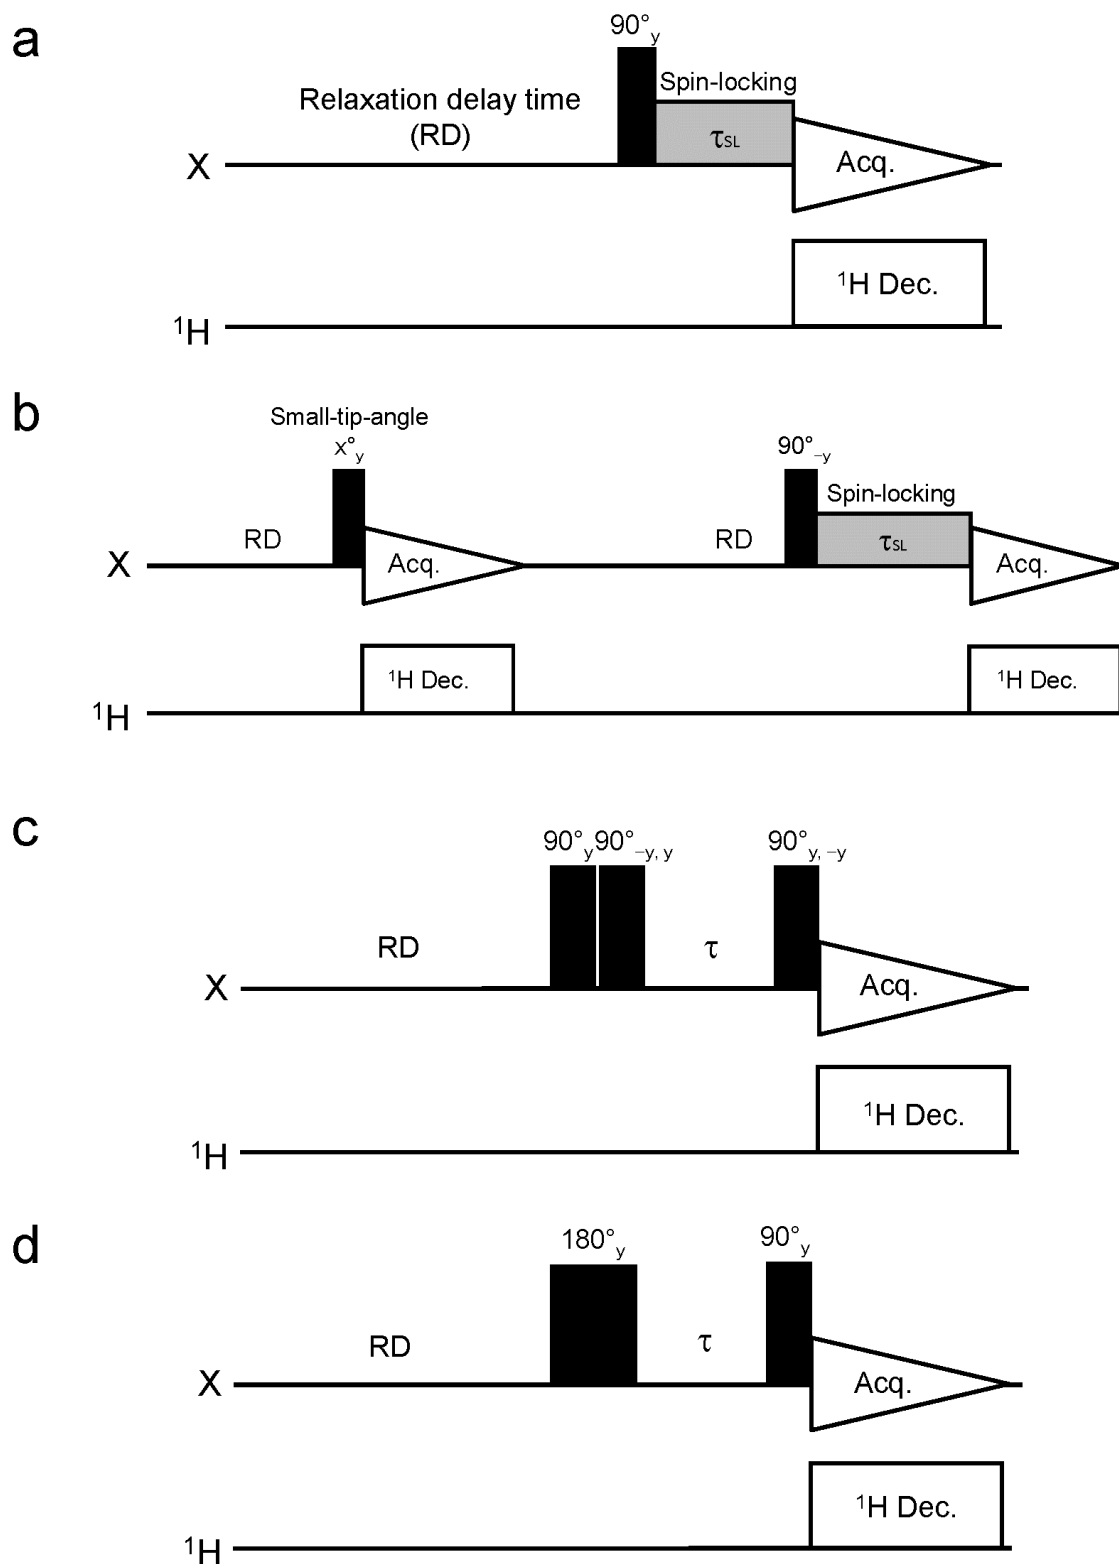 a
90°y
Relaxation delay time
(RD)
Spin-locking
τSL
X
Acq.
¹H Dec.
¹H
b
Small-tip-angle
x°y
90°−y
RD
Spin-locking
RD
τSL
X
Acq.
Acq.
¹H Dec.
¹H Dec.
¹H
c
90°y 90°−y, y
90°y, −y
RD
τ
X
Acq.
¹H Dec.
¹H
d
180°y
90°y
RD
τ
X
Acq.
¹H Dec.
¹H